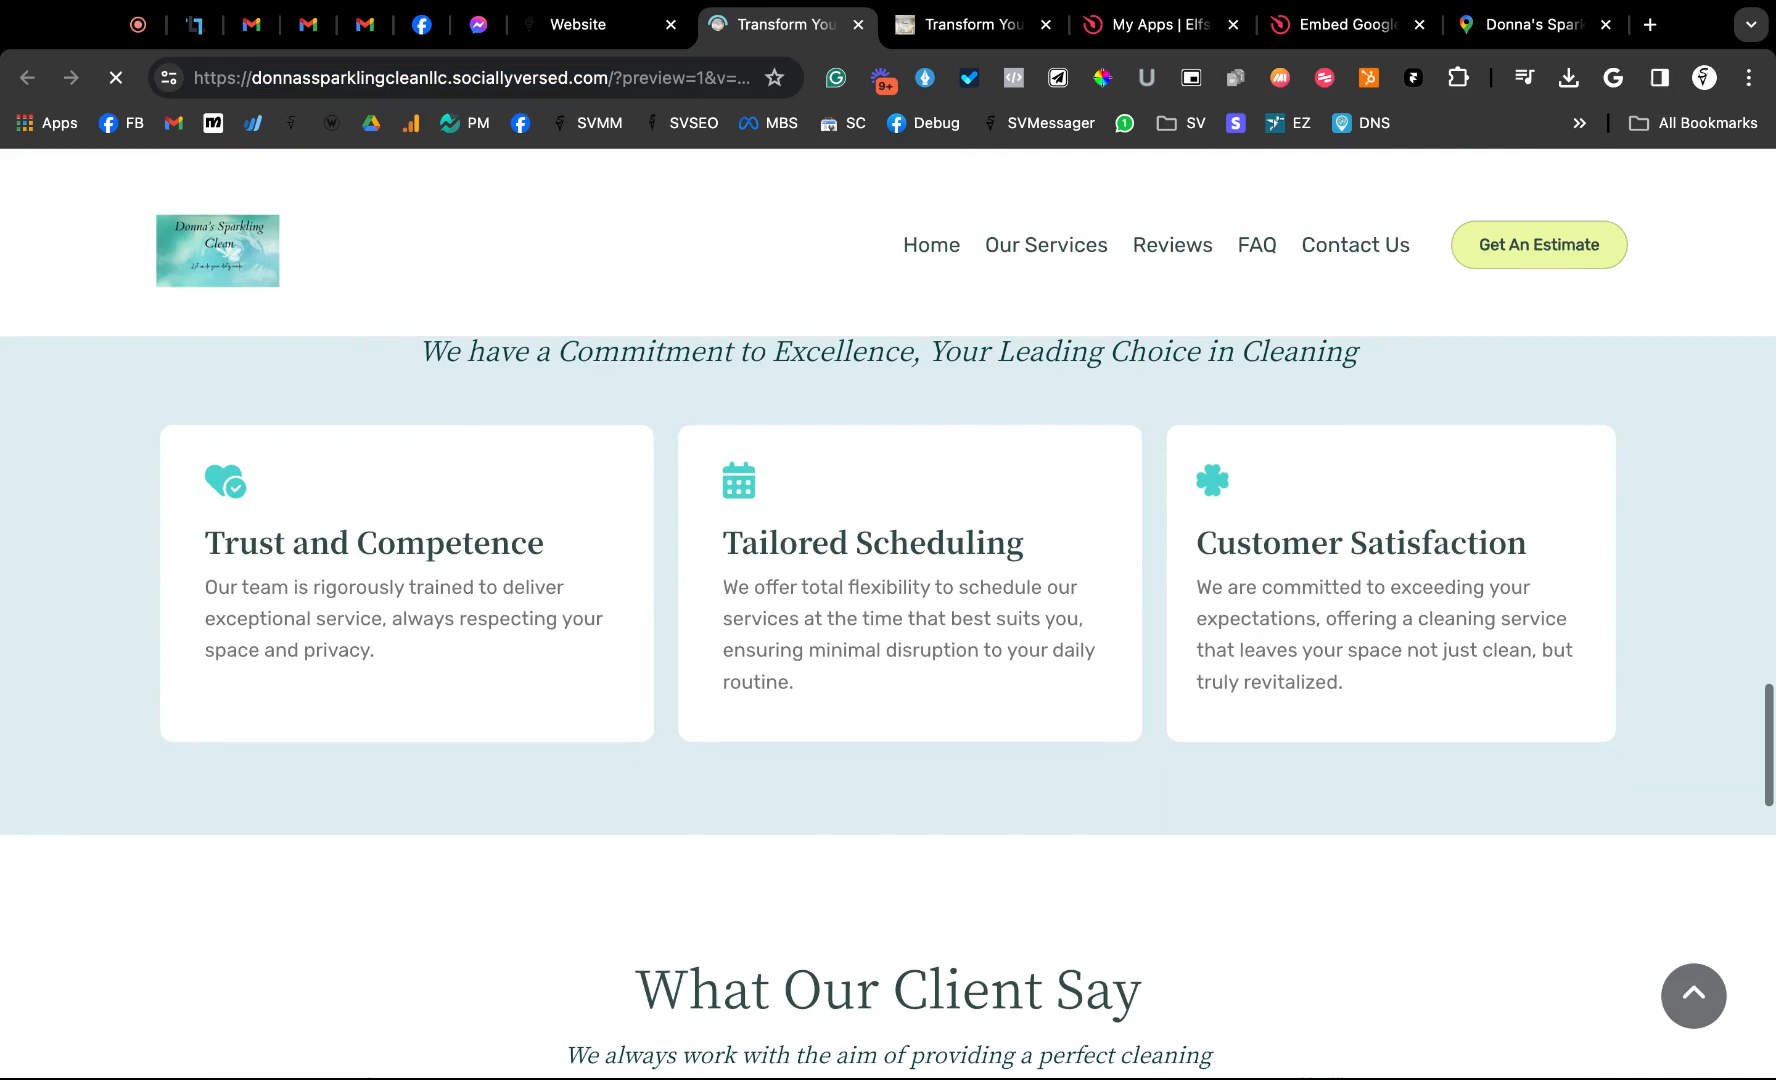 Website
Transform You
Transform You
My Apps | Elfs
Embed Google
Donna's Spark
https://donnassparklingcleanllc.sociallyversed.com/?preview=1&v=...
9+
Apps
FB
PM
SVMM
SVSEO
MBS
SC
Debug
SVMessager
1
SV
EZ
DNS
All Bookmarks
Donna's Sparkling
Clean
Home
Our Services
Reviews
FAQ
Contact Us
Get An Estimate
We have a Commitment to Excellence, Your Leading Choice in Cleaning
Trust and Competence
Our team is rigorously trained to deliver
exceptional service, always respecting your
space and privacy.
Tailored Scheduling
We offer total flexibility to schedule our
services at the time that best suits you,
ensuring minimal disruption to your daily
routine.
Customer Satisfaction
We are committed to exceeding your
expectations, offering a cleaning service
that leaves your space not just clean, but
truly revitalized.
What Our Client Say
We always work with the aim of providing a perfect cleaning